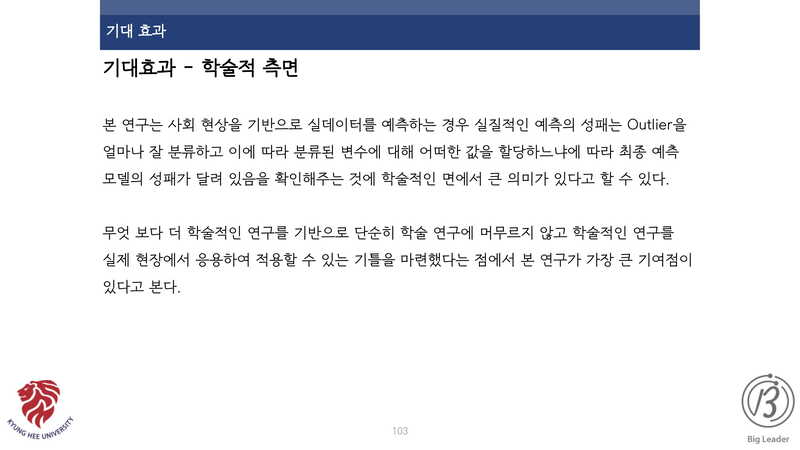 기대 효과
기대효과 - 학술적 측면
본 연구는 사회 현상을 기반으로 실데이터를 예측하는 경우 실질적인 예측의 성패는 Outlier을
얼마나 잘 분류하고 이에 따라 분류된 변수에 대해 어떠한 값을 할당하느냐에 따라 최종 예측
모델의 성패가 달려 있음을 확인해주는 것에 학술적인 면에서 큰 의미가 있다고 할 수 있다.
무엇 보다 더 학술적인 연구를 기반으로 단순히 학술 연구에 머무르지 않고 학술적인 연구를
실제 현장에서 응용하여 적용할 수 있는 기틀을 마련했다는 점에서 본 연구가 가장 큰 기여점이
있다고 본다.
KYUNG HEE UNIVERSITY
103
Big Leader